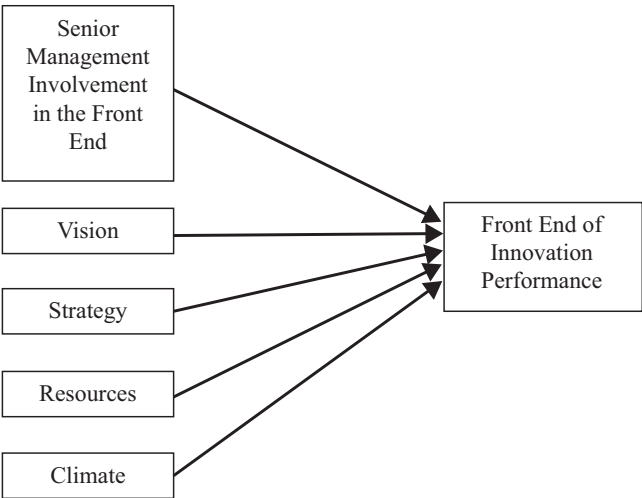 Senior
Management
Involvement
in the Front
End
Vision
Strategy
Resources
Climate
Front End of
Innovation
Performance